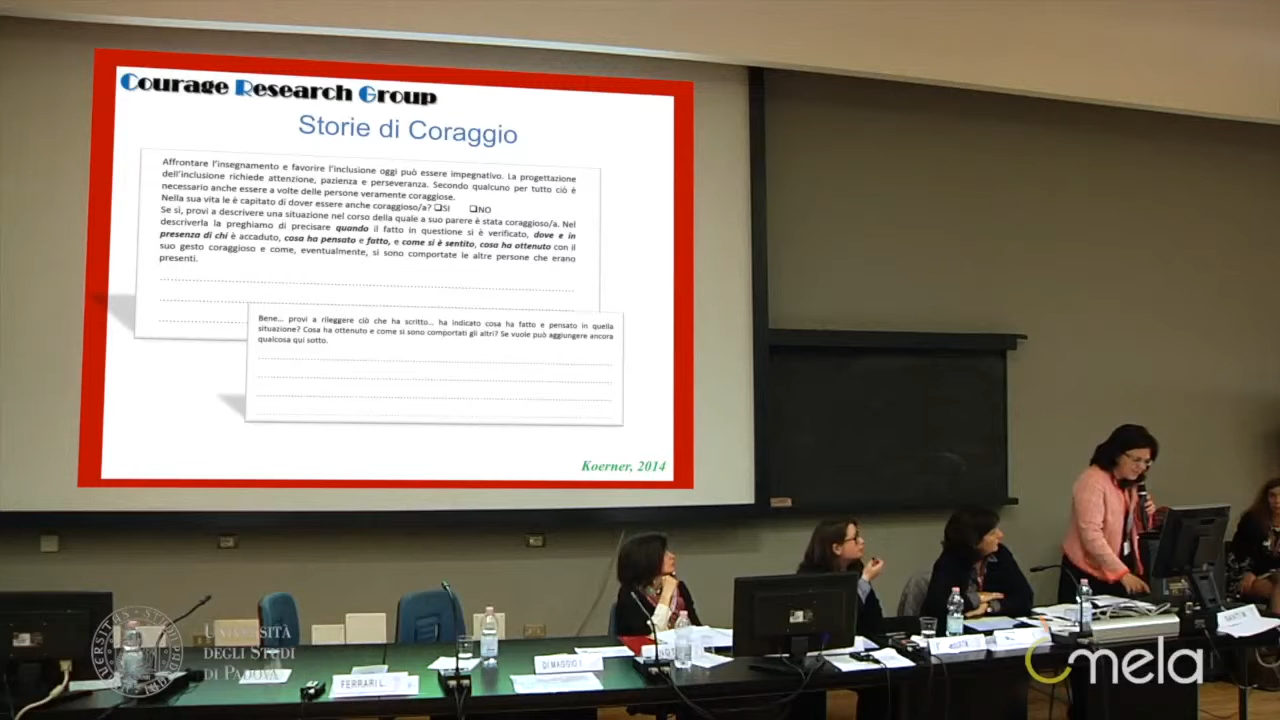 Courage Research Group
Storie di Coraggio
Affrontare l'insegnamento e favorire l'inclusione oggi può essere impegnativo. La progettazione
dell'inclusione richiede attenzione, pazienza e perseveranza. Secondo qualcuno per tutto ciò è
necessario anche essere a volte delle persone veramente coraggiose.
Nella sua vita le è capitato di dover essere anche coraggioso/a? ❑SI ❑NO
Se si, provi a descrivere una situazione nel corso della quale a suo parere è stata coraggioso/a. Nel
descriverla la preghiamo di precisare quando il fatto in questione si è verificato, dove e in
presenza di chi è accaduto, cosa ha pensato e fatto, e come si è sentito, cosa ha ottenuto con il
suo gesto coraggioso e come, eventualmente, si sono comportate le altre persone che erano
presenti.
Bene... provi a rileggere ciò che ha scritto... ha indicato cosa ha fatto e pensato in quella
situazione? Cosa ha ottenuto e come si sono comportati gli altri? Se vuole può aggiungere ancora
qualcosa qui sotto.
Koerner, 2014
UNIVERSITÀ
DEGLI STUDI
DI PADOVA
FERRARI L.
DI MAGGIO I.
mela